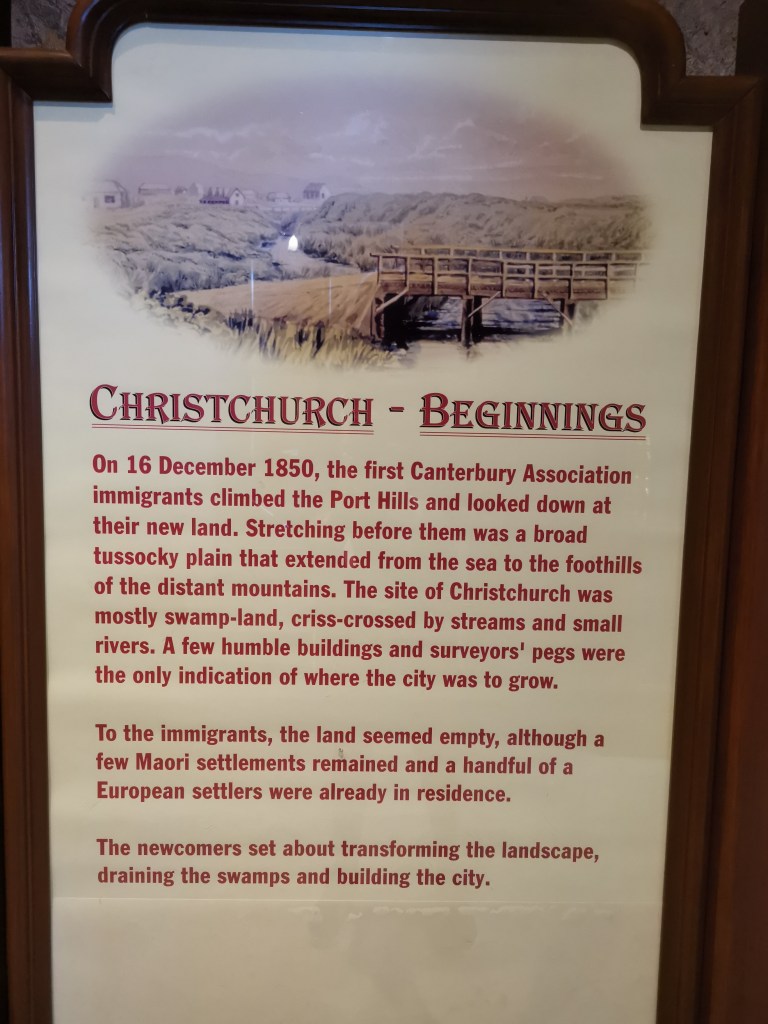 CHRISTCHURCH - BEGINNINGS
On 16 December 1850, the first Canterbury Association
immigrants climbed the Port Hills and looked down at
their new land. Stretching before them was a broad
tussocky plain that extended from the sea to the foothills
of the distant mountains. The site of Christchurch was
mostly swamp-land, criss-crossed by streams and small
rivers. A few humble buildings and surveyors' pegs were
the only indication of where the city was to grow.
To the immigrants, the land seemed empty, although a
few Maori settlements remained and a handful of a
European settlers were already in residence.
The newcomers set about transforming the landscape,
draining the swamps and building the city.